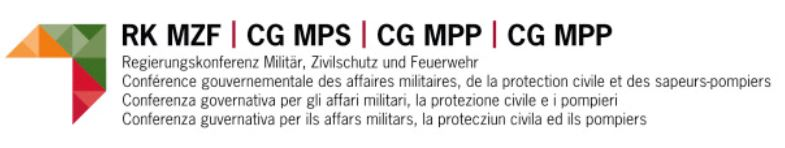 RK MZF | CG MPS | CG MPP | CG MPP
Regierungskonferenz Militär, Zivilschutz und Feuerwehr
Conférence gouvernementale des affaires militaires, de la protection civile et des sapeurs-pompiers
Conferenza governativa per gli affari militari, la protezione civile e i pompieri
Conferenza guvernativa per ils affars militars, la protecziun civila ed ils pompiers